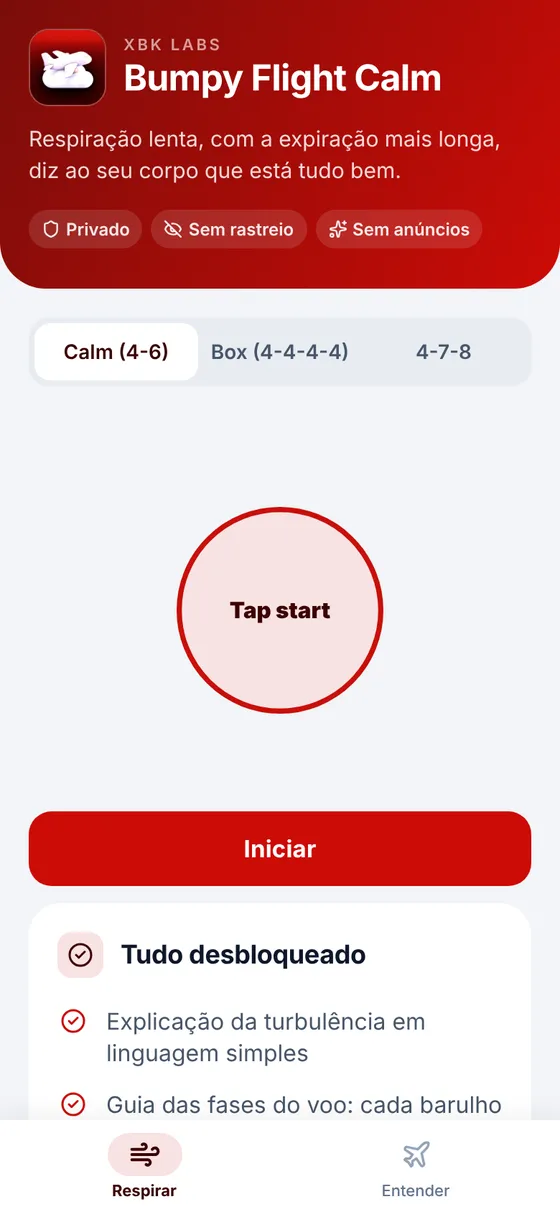 XBK LABS
Bumpy Flight Calm
Respiração lenta, com a expiração mais longa,
diz ao seu corpo que está tudo bem.
Privado
Sem rastreio
Sem anúncios
Calm (4-6)
Box (4-4-4-4)
4-7-8
Tap start
Iniciar
Tudo desbloqueado
Explicação da turbulência em
linguagem simples
Guia das fases do voo: cada barulho
Respirar
Entender